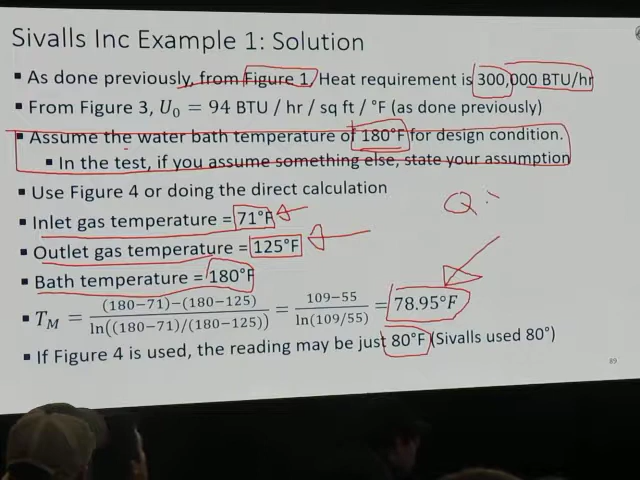 Sivalls Inc Example 1: Solution
▪ As done previously, from Figure 1, Heat requirement is 300,000 BTU/hr
▪ From Figure 3, U₀ = 94 BTU / hr / sq ft / °F (as done previously)
▪ Assume the water bath temperature of 180°F for design condition.
▪ In the test, if you assume something else, state your assumption
▪ Use Figure 4 or doing the direct calculation
Q:
▪ Inlet gas temperature = 71°F
▪ Outlet gas temperature = 125°F
▪ Bath temperature = 180°F
▪ T_M = (180−71)−(180−125) / ln((180−71)/(180−125)) = 109−55 / ln(109/55) = 78.95°F
▪ If Figure 4 is used, the reading may be just 80°F (Sivalls used 80°)
89